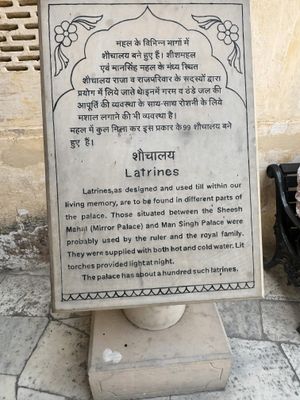 महल के विभिन्न भागों में
शौचालय बने हुए हैं। शीशमहल
एवं मानसिंह महल के मध्य स्थित
शौचालय राजा व राजपरिवार के सदस्यों द्वारा
प्रयोग में लिये जाते थे।इनमें गरम व ठंडे जल की
आपूर्ति की व्यवस्था के साथ-साथ रोशनी के लिये
मशाल लगाने की भी व्यवस्था है।
महल में कुल मिला कर इस प्रकार के 99 शौचालय बने
हुए हैं।
शौचालय
Latrines
Latrines,as designed and used till within our
living memory, are to be found in different parts of
the palace. Those situated between the Sheesh
Mahal (Mirror Palace) and Man Singh Palace were
probably used by the ruler and the royal family.
They were supplied with both hot and cold water. Lit
torches provided light at night.
The palace has about a hundred such latrines.